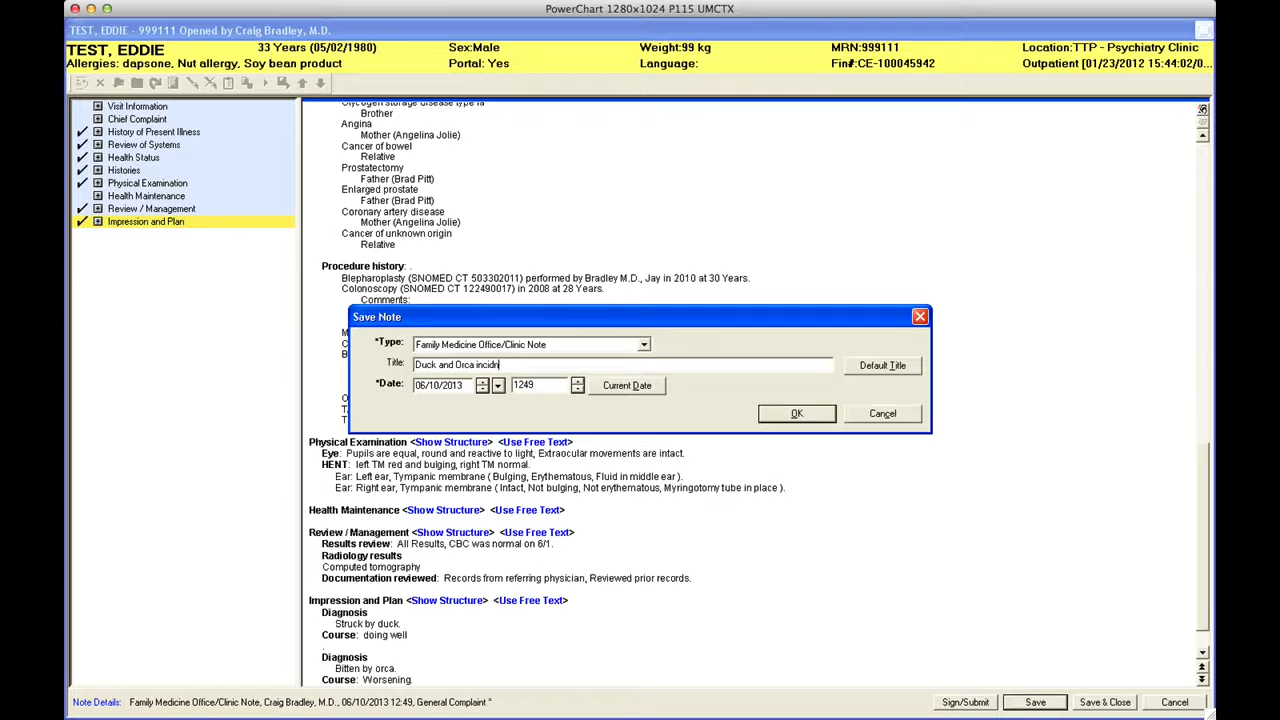 PowerChart 1280x1024 P115 UMCTX
TEST, EDDIE - 999111 Opened by Craig Bradley, M.D.
TEST, EDDIE 33 Years (05/02/1980) Sex:Male Weight:99 kg MRN:999111 Location:TTP - Psychiatry Clinic
Allergies: dapsone, Nut allergy, Soy bean product Portal: Yes Language: Fin#:CE-100045942 Outpatient [01/23/2012 15:44:02/0...
Visit Information
Chief Complaint
History of Present Illness
Review of Systems
Health Status
Histories
Physical Examination
Health Maintenance
Review / Management
Impression and Plan
Glycogen storage disease type Ia
Brother
Angina
Mother (Angelina Jolie)
Cancer of bowel
Relative
Prostatectomy
Father (Brad Pitt)
Enlarged prostate
Father (Brad Pitt)
Coronary artery disease
Mother (Angelina Jolie)
Cancer of unknown origin
Relative
Procedure history: .
Blepharoplasty (SNOMED CT 503302011) performed by Bradley M.D., Jay in 2010 at 30 Years.
Colonoscopy (SNOMED CT 122490017) in 2008 at 28 Years.
Comments:
Save Note
*Type: Family Medicine Office/Clinic Note
Title: Duck and Orca incidn Default Title
*Date: 06/10/2013 1249 Current Date
OK Cancel
Physical Examination <Show Structure> <Use Free Text>
Eye: Pupils are equal, round and reactive to light, Extraocular movements are intact.
HENT: left TM red and bulging, right TM normal.
Ear: Left ear, Tympanic membrane ( Bulging, Erythematous, Fluid in middle ear ).
Ear: Right ear, Tympanic membrane ( Intact, Not bulging, Not erythematous, Myringotomy tube in place ).
Health Maintenance <Show Structure> <Use Free Text>
Review / Management <Show Structure> <Use Free Text>
Results review: All Results, CBC was normal on 6/1.
Radiology results
Computed tomography
Documentation reviewed: Records from referring physician, Reviewed prior records.
Impression and Plan <Show Structure> <Use Free Text>
Diagnosis
Struck by duck.
Course: doing well
.
Diagnosis
Bitten by orca.
Course: Worsening.
Note Details: Family Medicine Office/Clinic Note, Craig Bradley, M.D., 06/10/2013 12:49, General Complaint * Sign/Submit Save Save & Close Cancel